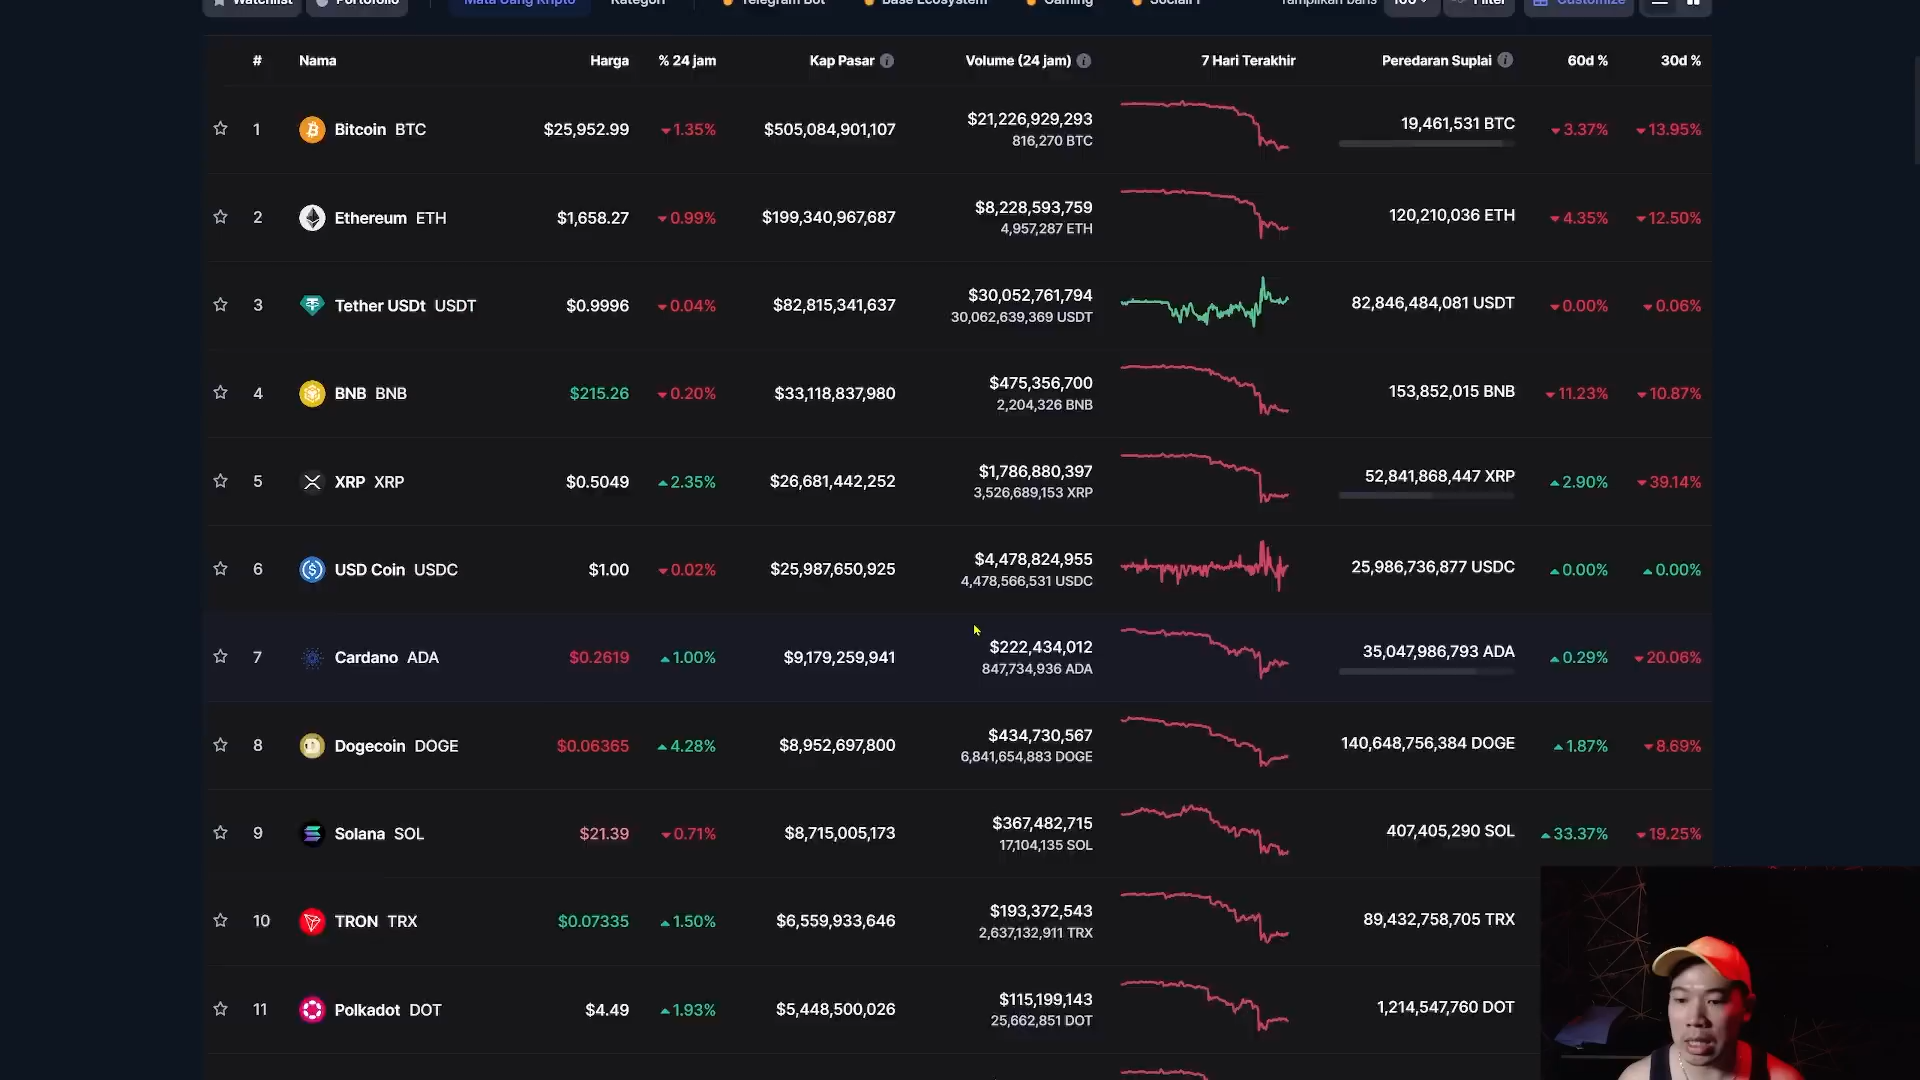 Watchlist Portofolio Mata Uang Kripto Kategori Telegram Bot Base Ecosystem Gaming Tampilkan baris 100 Filter Customize
# Nama Harga % 24 jam Kap Pasar Volume (24 jam) 7 Hari Terakhir Peredaran Suplai 60d % 30d %
1 Bitcoin BTC $25,952.99 1.35% $505,084,901,107 $21,226,929,293 19,461,531 BTC 3.37% 13.95%
816,270 BTC
2 Ethereum ETH $1,658.27 0.99% $199,340,967,687 $8,228,593,759 120,210,036 ETH 4.35% 12.50%
4,957,287 ETH
3 Tether USDt USDT $0.9996 0.04% $82,815,341,637 $30,052,761,794 82,846,484,081 USDT 0.00% 0.06%
30,062,639,369 USDT
4 BNB BNB $215.26 0.20% $33,118,837,980 $475,356,700 153,852,015 BNB 11.23% 10.87%
2,204,326 BNB
5 XRP XRP $0.5049 2.35% $26,681,442,252 $1,786,880,397 52,841,868,447 XRP 2.90% 39.14%
3,526,689,153 XRP
6 USD Coin USDC $1.00 0.02% $25,987,650,925 $4,478,824,955 25,986,736,877 USDC 0.00% 0.00%
4,478,566,531 USDC
7 Cardano ADA $0.2619 1.00% $9,179,259,941 $222,434,012 35,047,986,793 ADA 0.29% 20.06%
847,734,936 ADA
8 Dogecoin DOGE $0.06365 4.28% $8,952,697,800 $434,730,567 140,648,756,384 DOGE 1.87% 8.69%
6,841,654,883 DOGE
9 Solana SOL $21.39 0.71% $8,715,005,173 $367,482,715 407,405,290 SOL 33.37% 19.25%
17,104,135 SOL
10 TRON TRX $0.07335 1.50% $6,559,933,646 $193,372,543 89,432,758,705 TRX
2,637,132,911 TRX
11 Polkadot DOT $4.49 1.93% $5,448,500,026 $115,199,143 1,214,547,760 DOT
25,662,851 DOT